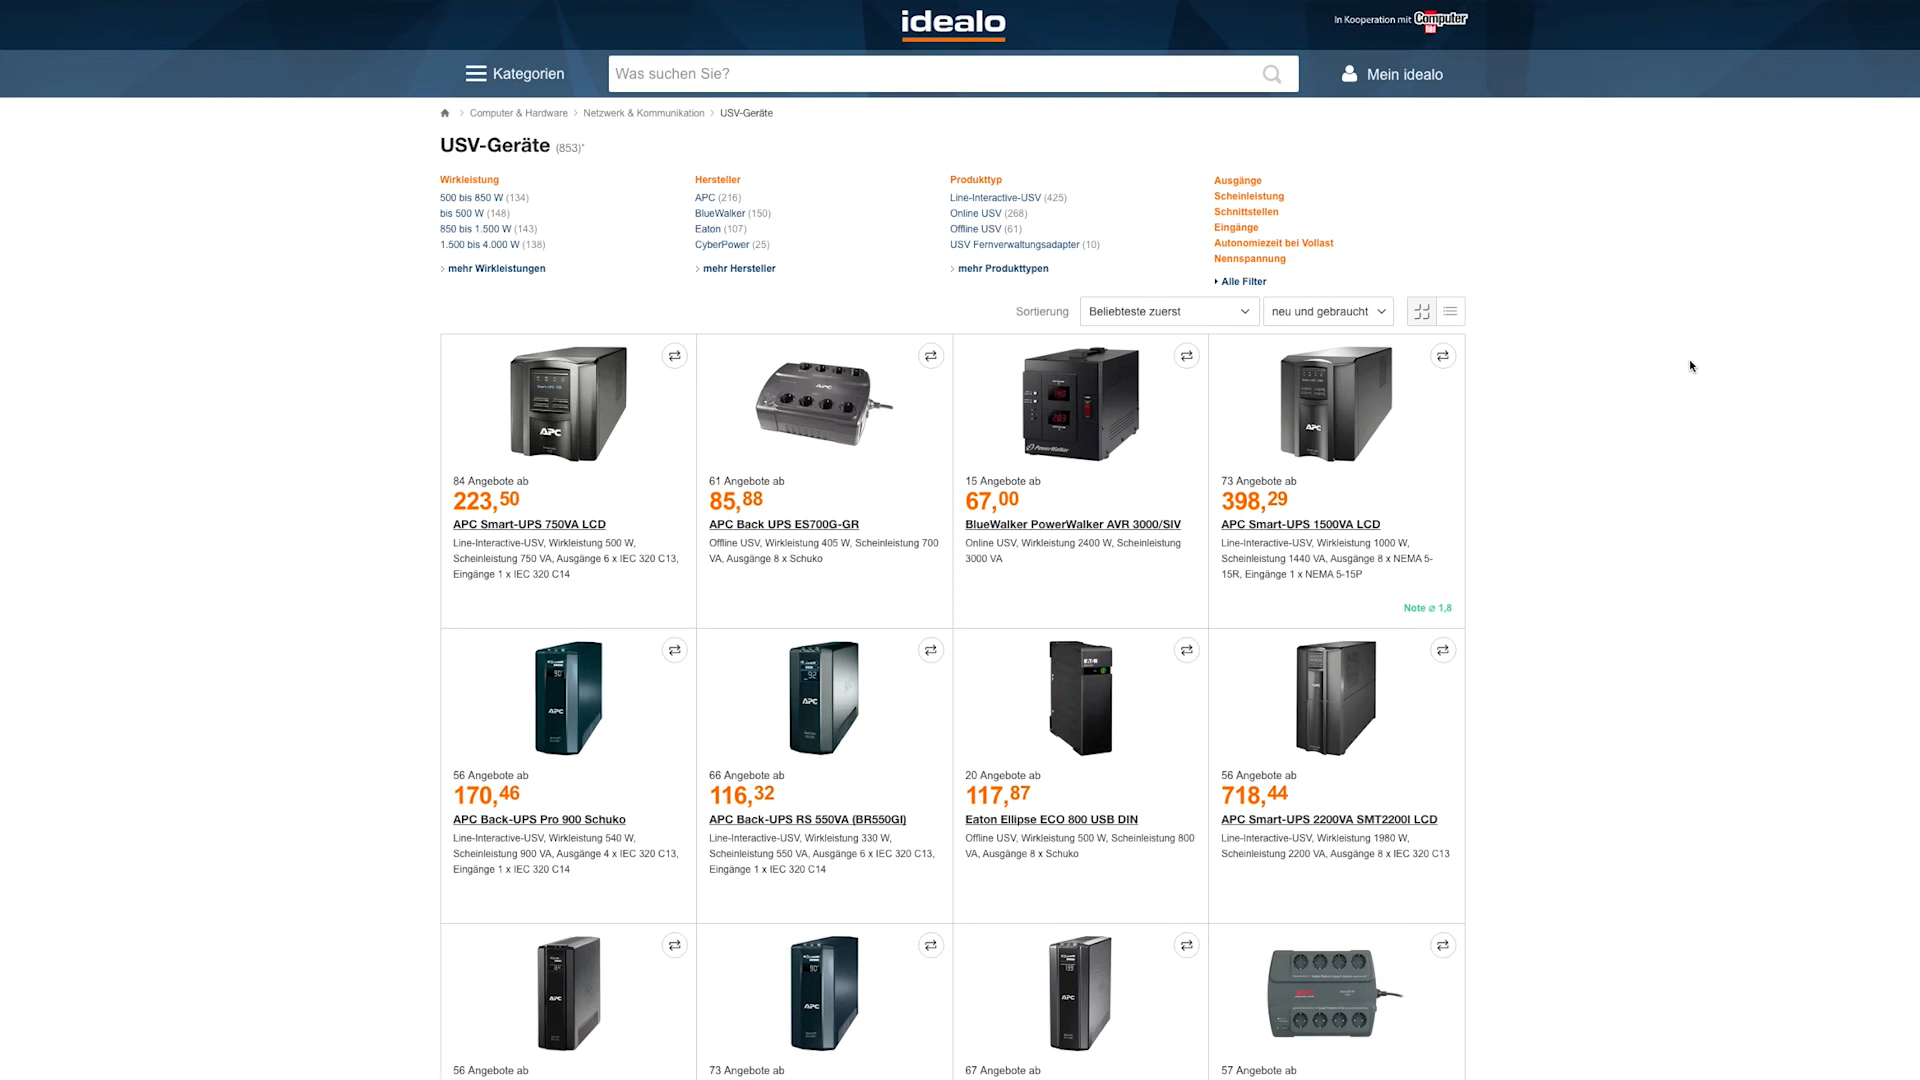 idealo
In Kooperation mit Computer Bild
Kategorien
Was suchen Sie?
Mein idealo
Computer & Hardware > Netzwerk & Kommunikation > USV-Geräte
USV-Geräte (853)*
Wirkleistung
500 bis 850 W (134)
bis 500 W (148)
850 bis 1.500 W (143)
1.500 bis 4.000 W (138)
mehr Wirkleistungen
Hersteller
APC (216)
BlueWalker (150)
Eaton (107)
CyberPower (25)
mehr Hersteller
Produkttyp
Line-Interactive-USV (425)
Online USV (268)
Offline USV (61)
USV Fernverwaltungsadapter (10)
mehr Produkttypen
Ausgänge
Scheinleistung
Schnittstellen
Eingänge
Autonomiezeit bei Vollast
Nennspannung
Alle Filter
Sortierung
Beliebteste zuerst
neu und gebraucht
APC
84 Angebote ab
223,50
APC Smart-UPS 750VA LCD
Line-Interactive-USV, Wirkleistung 500 W,
Scheinleistung 750 VA, Ausgänge 6 x IEC 320 C13,
Eingänge 1 x IEC 320 C14
APC
61 Angebote ab
85,88
APC Back UPS ES700G-GR
Offline USV, Wirkleistung 405 W, Scheinleistung 700
VA, Ausgänge 8 x Schuko
PowerWalker
15 Angebote ab
67,00
BlueWalker PowerWalker AVR 3000/SIV
Online USV, Wirkleistung 2400 W, Scheinleistung
3000 VA
APC
73 Angebote ab
398,29
APC Smart-UPS 1500VA LCD
Line-Interactive-USV, Wirkleistung 1000 W,
Scheinleistung 1440 VA, Ausgänge 8 x NEMA 5-
15R, Eingänge 1 x NEMA 5-15P
Note ⌀ 1,8
APC
56 Angebote ab
170,46
APC Back-UPS Pro 900 Schuko
Line-Interactive-USV, Wirkleistung 540 W,
Scheinleistung 900 VA, Ausgänge 4 x IEC 320 C13,
Eingänge 1 x IEC 320 C14
APC
66 Angebote ab
116,32
APC Back-UPS RS 550VA (BR550GI)
Line-Interactive-USV, Wirkleistung 330 W,
Scheinleistung 550 VA, Ausgänge 6 x IEC 320 C13,
Eingänge 1 x IEC 320 C14
20 Angebote ab
117,87
Eaton Ellipse ECO 800 USB DIN
Offline USV, Wirkleistung 500 W, Scheinleistung 800
VA, Ausgänge 8 x Schuko
56 Angebote ab
718,44
APC Smart-UPS 2200VA SMT2200I LCD
Line-Interactive-USV, Wirkleistung 1980 W,
Scheinleistung 2200 VA, Ausgänge 8 x IEC 320 C13
APC
56 Angebote ab
APC
73 Angebote ab
APC
67 Angebote ab
57 Angebote ab